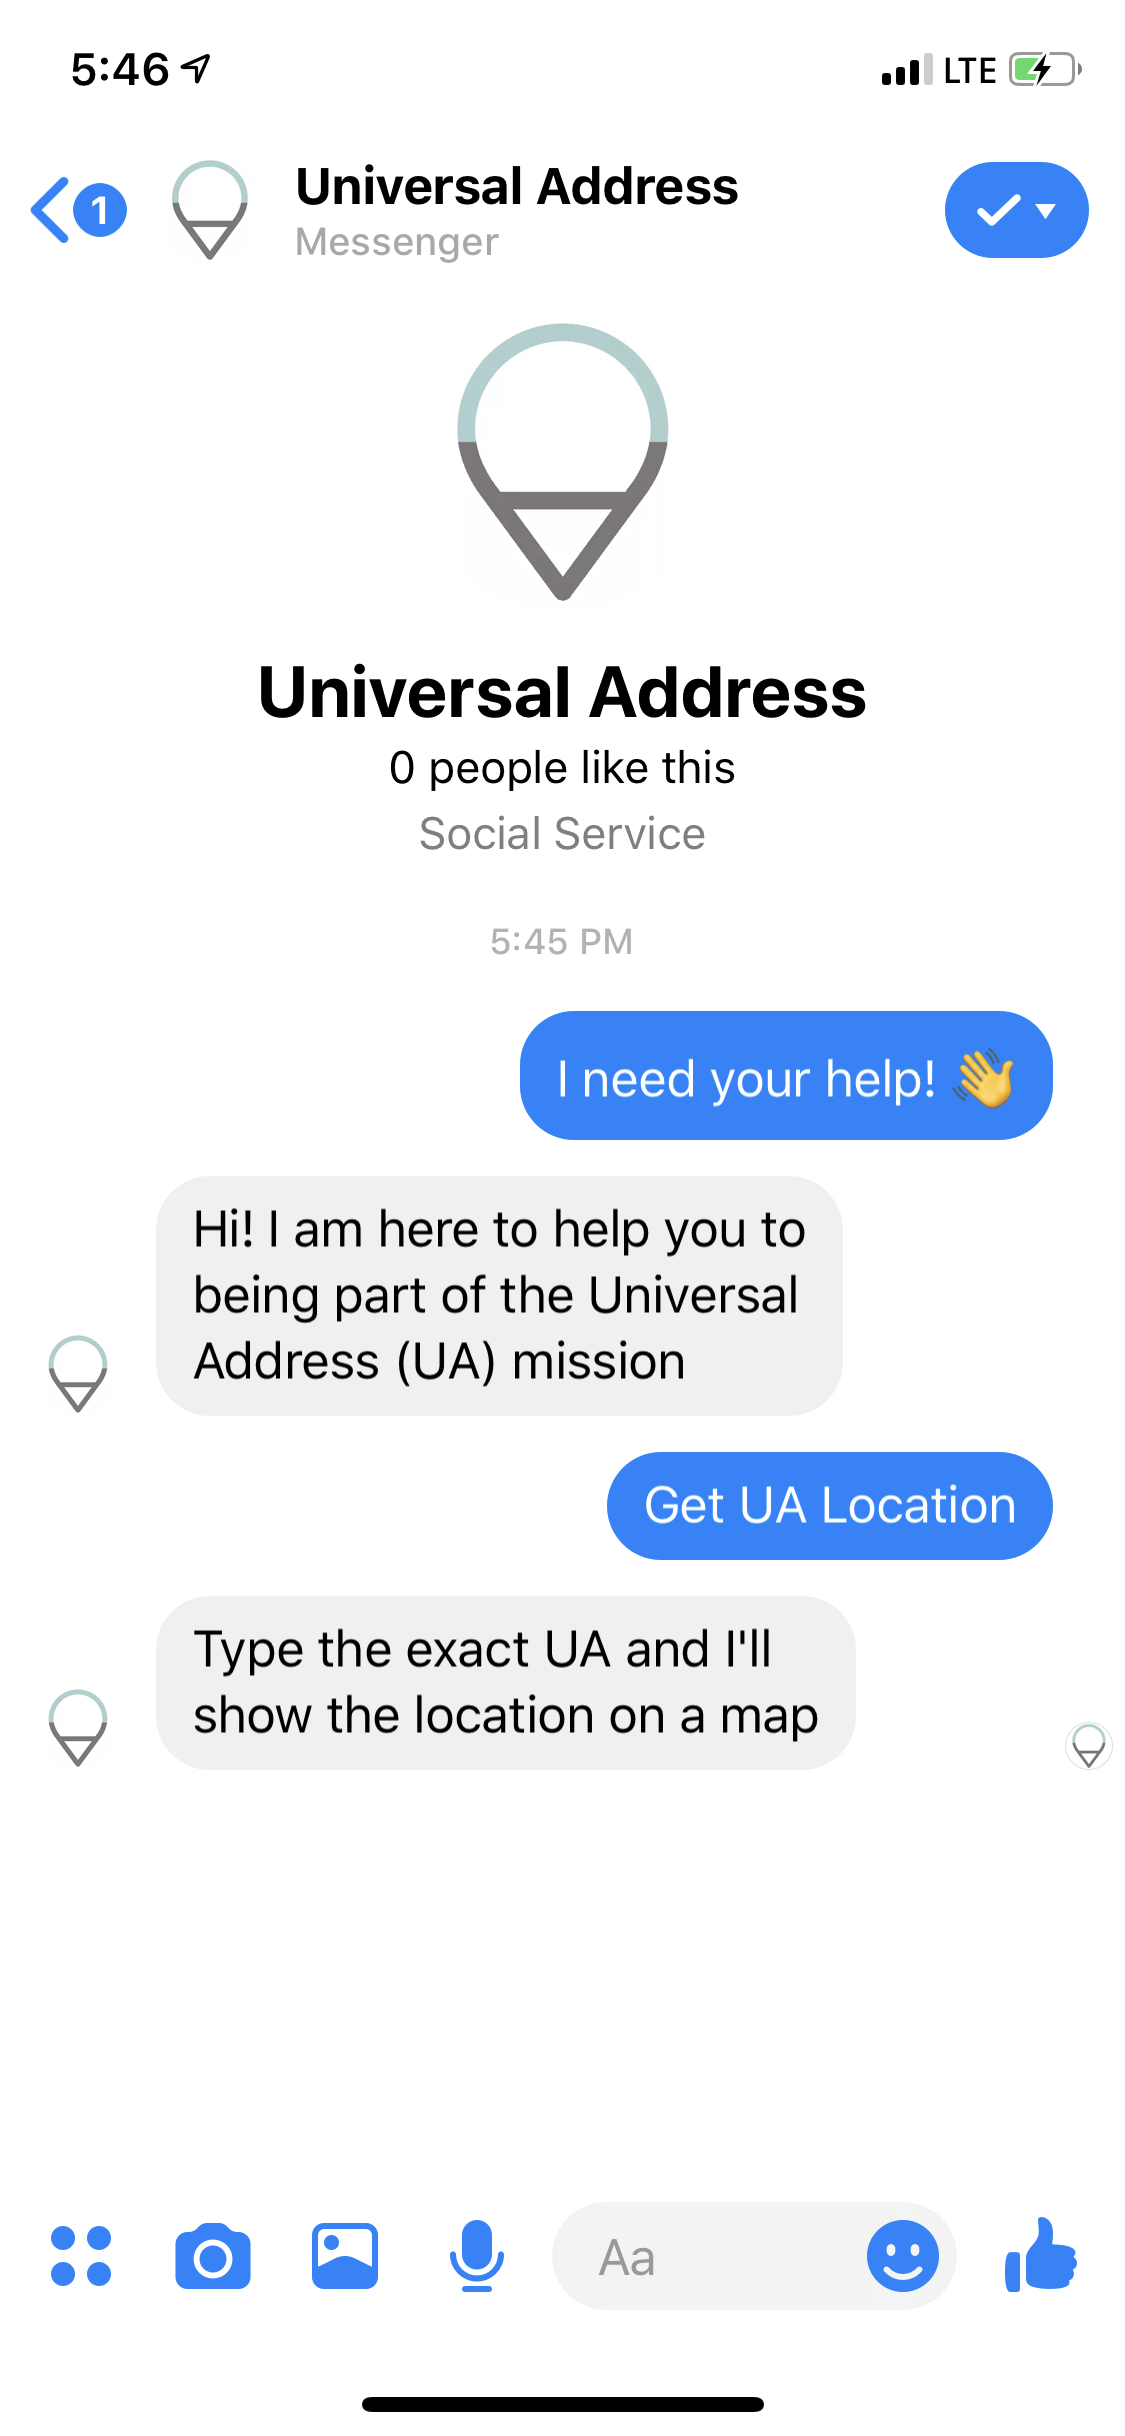 5:46
LTE
1
Universal Address
Messenger
Universal Address
0 people like this
Social Service
5:45 PM
I need your help! 👋
Hi! I am here to help you to
being part of the Universal
Address (UA) mission
Get UA Location
Type the exact UA and I'll
show the location on a map
Aa